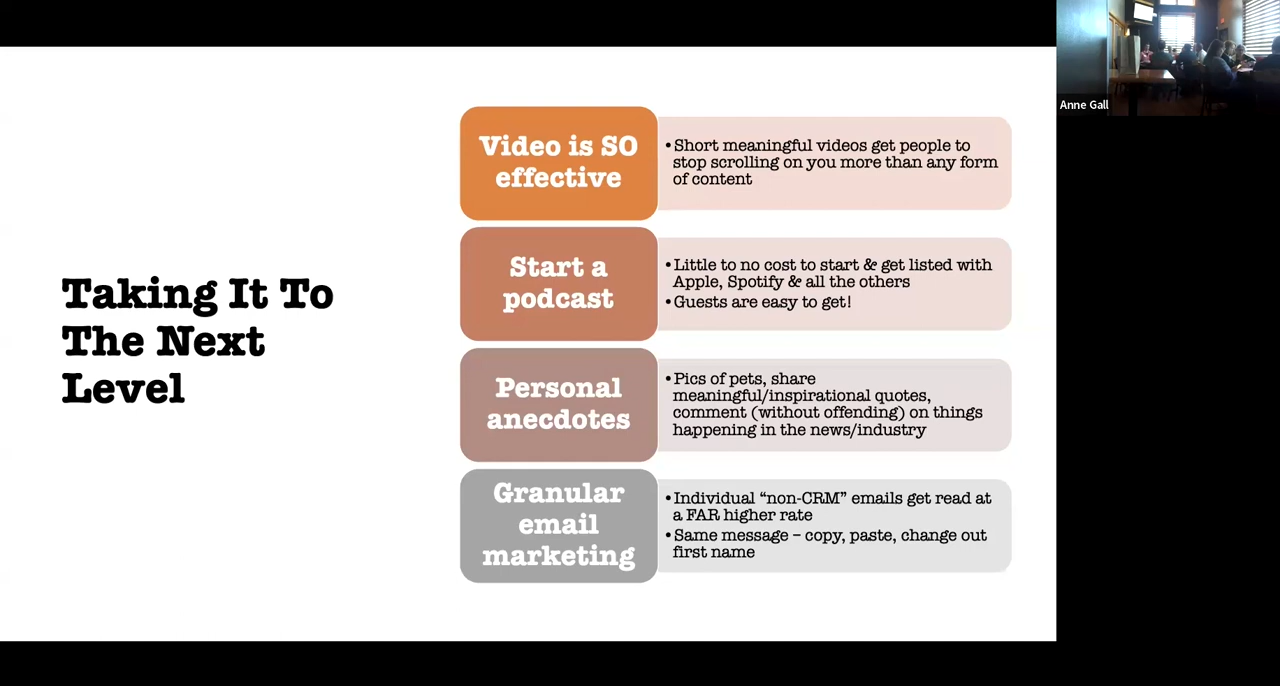 Taking It To
The Next
Level
Video is SO
effective
• Short meaningful videos get people to
stop scrolling on you more than any form
of content
Start a
podcast
• Little to no cost to start & get listed with
Apple, Spotify & all the others
• Guests are easy to get!
Personal
anecdotes
• Pics of pets, share
meaningful/inspirational quotes,
comment (without offending) on things
happening in the news/industry
Granular
email
marketing
• Individual “non-CRM” emails get read at
a FAR higher rate
• Same message – copy, paste, change out
first name
Anne Gall